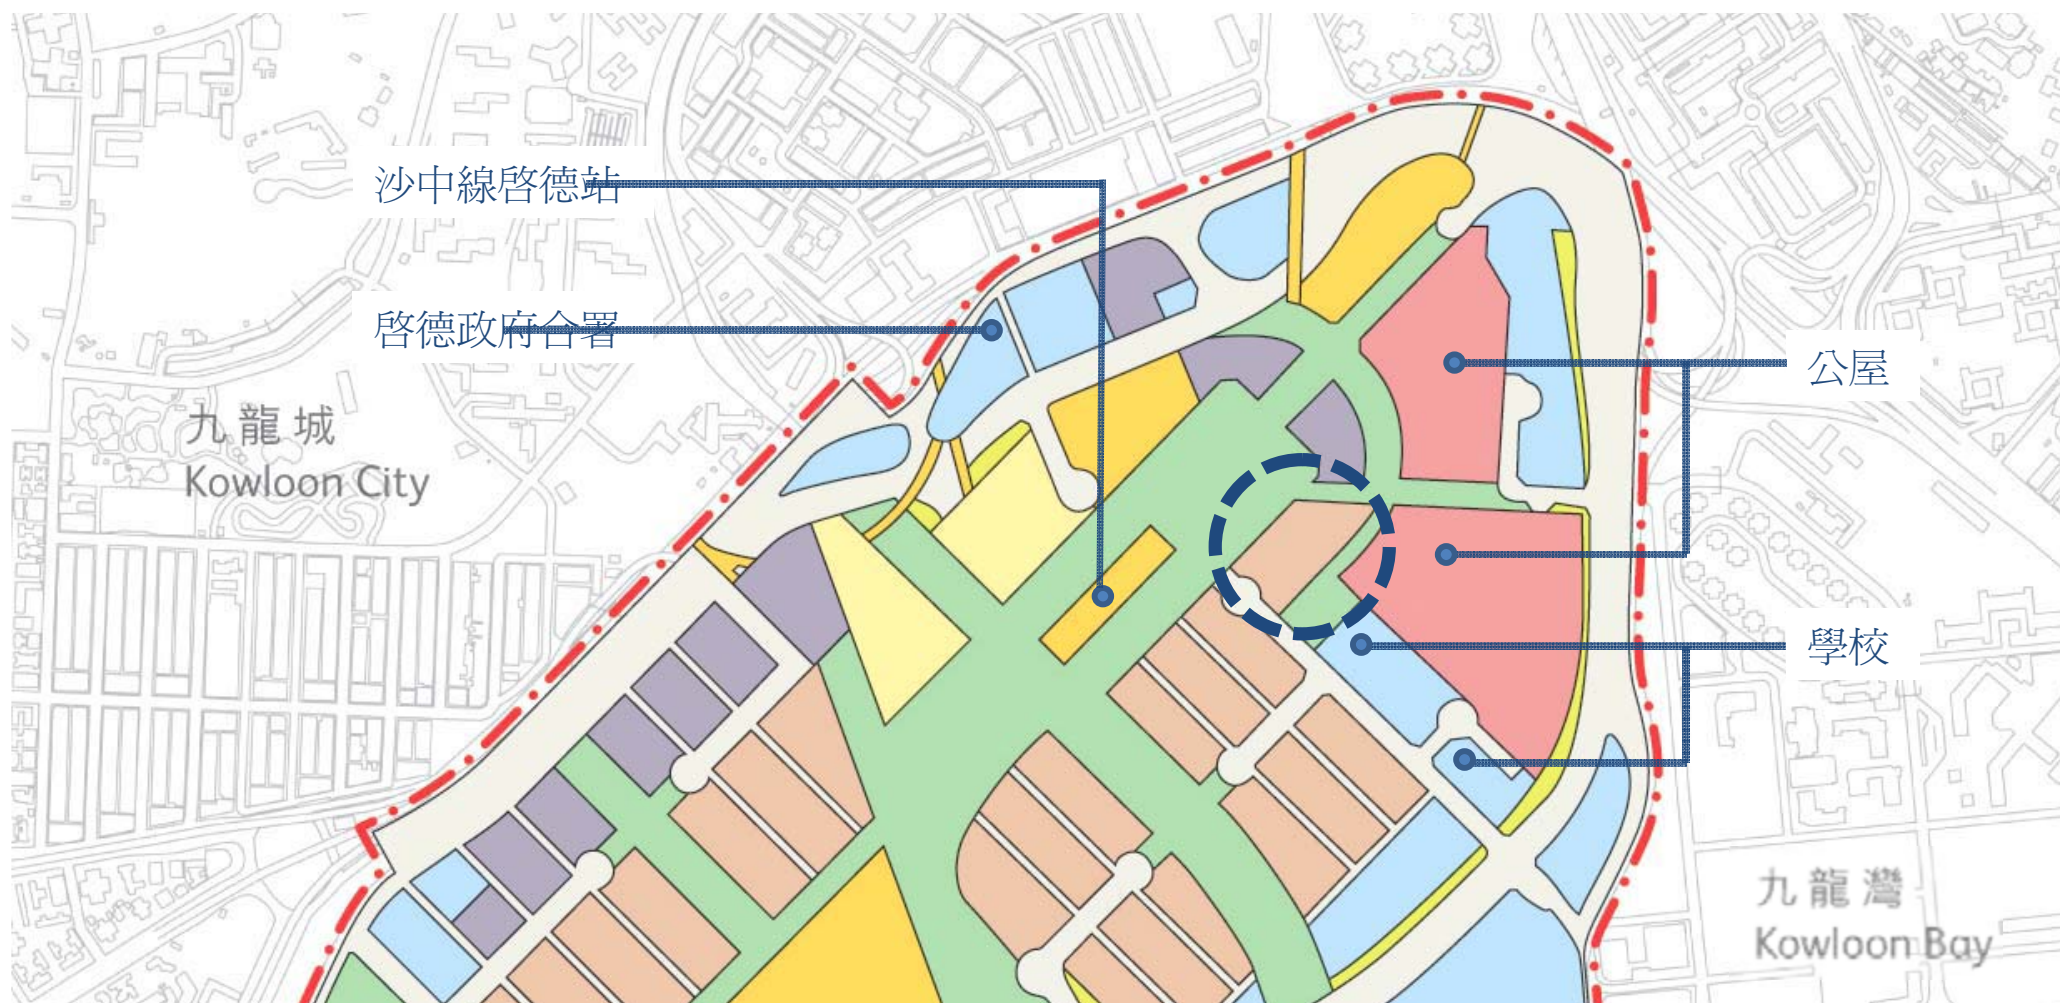 沙中線啓德站
啓德政府合署
公屋
九龍城
Kowloon City
學校
九龍灣
Kowloon Bay